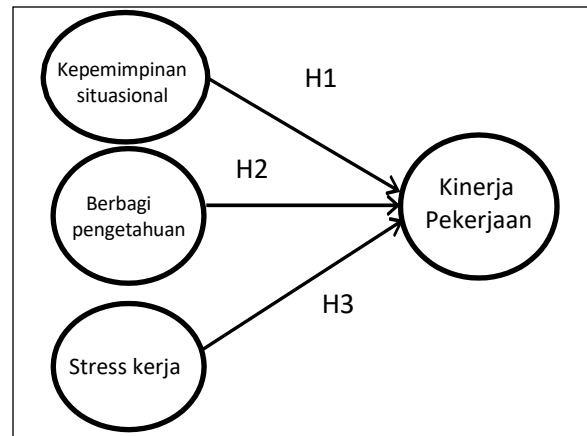 Kepemimpinan
situasional
H1
Berbagi
pengetahuan
H2
Kinerja
Pekerjaan
Stress kerja
H3